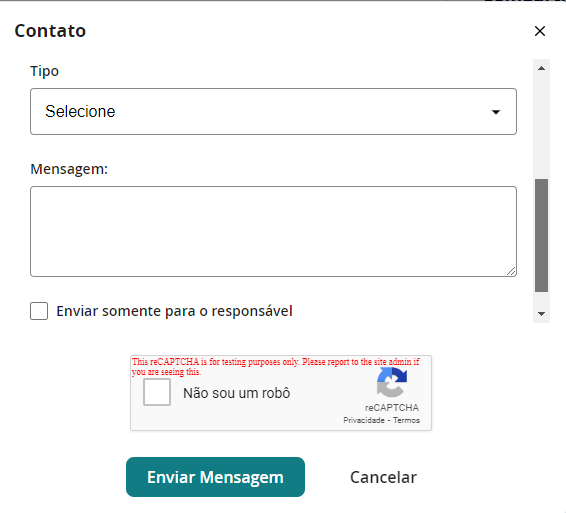 Contato
Tipo
Selecione
Mensagem:
Enviar somente para o responsável
This reCAPTCHA is for testing purposes only. Please report to the site admin if
you are seeing this.
Não sou um robô
reCAPTCHA
Privacidade - Termos
Enviar Mensagem
Cancelar